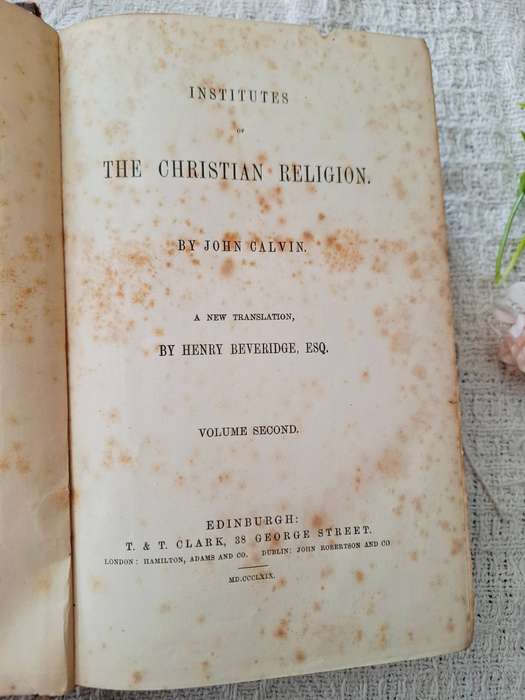 INSTITUTES
OF
THE CHRISTIAN RELIGION.
BY JOHN CALVIN.
A NEW TRANSLATION,
BY HENRY BEVERIDGE, ESQ.
VOLUME SECOND.
EDINBURGH:
T. & T. CLARK, 38 GEORGE STREET.
LONDON: HAMILTON, ADAMS AND CO. DUBLIN: JOHN ROBERTSON AND CO
MD.CCCLXIX.